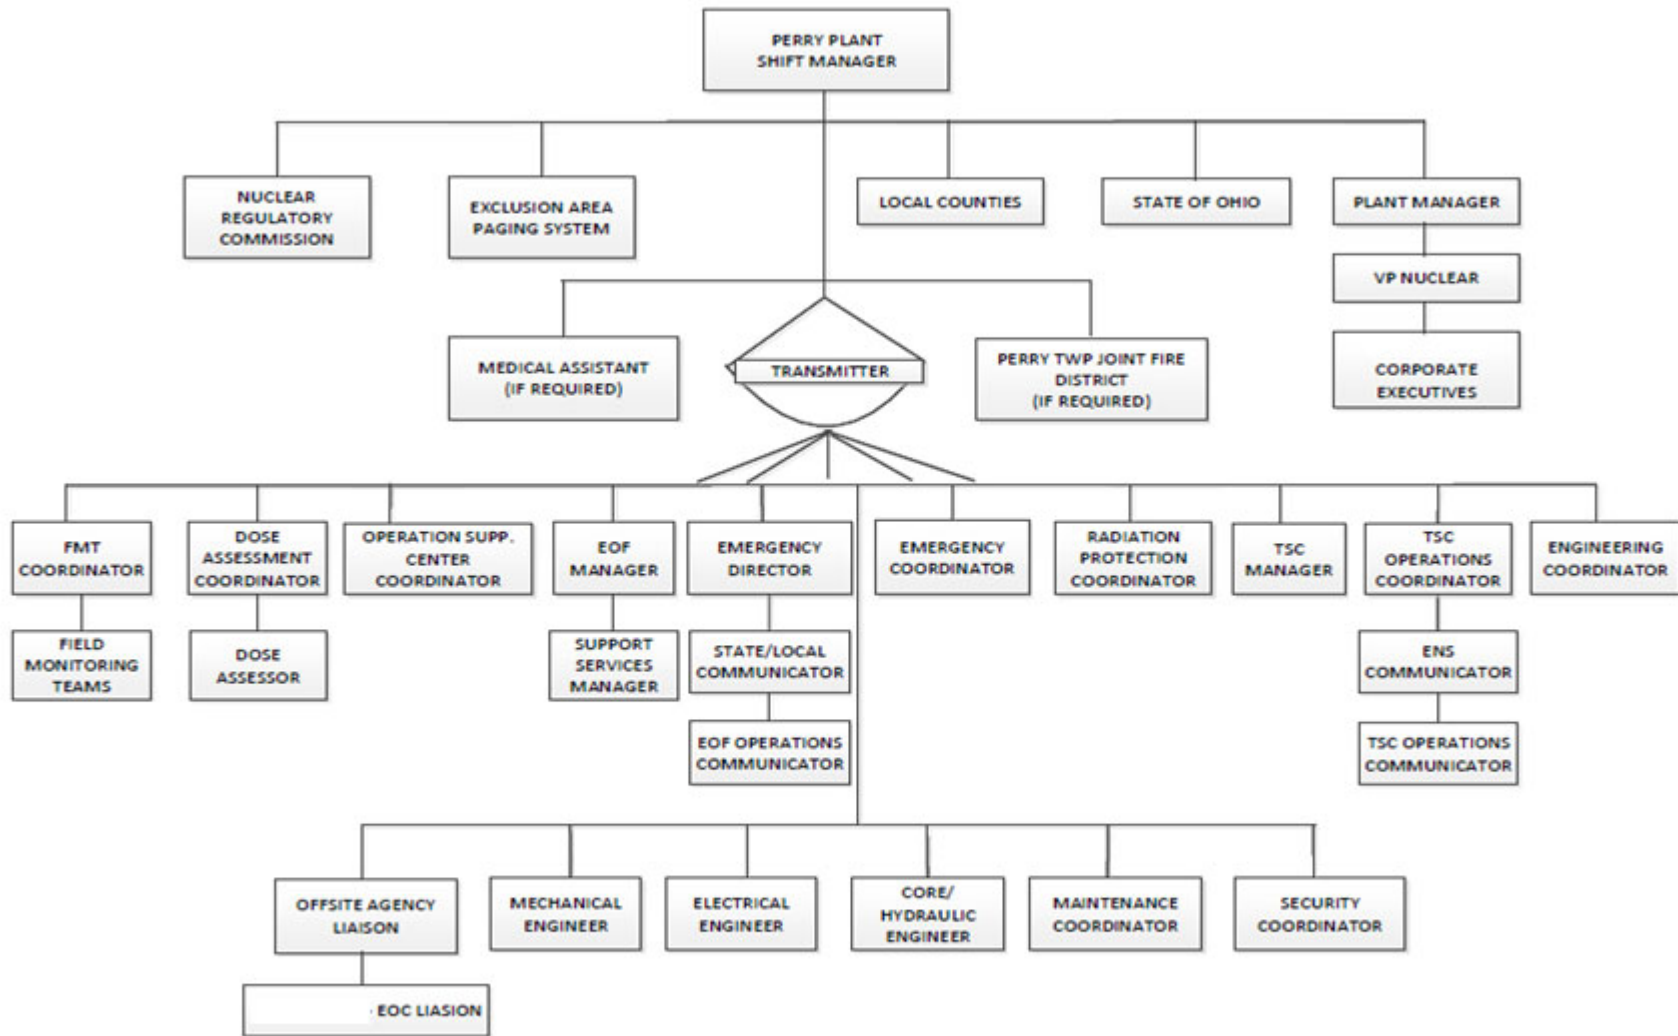 PERRY PLANT
SHIFT MANAGER
NUCLEAR
REGULATORY
COMMISSION
EXCLUSION AREA
PAGING SYSTEM
LOCAL COUNTIES
STATE OF OHIO
PLANT MANAGER
VP NUCLEAR
CORPORATE
EXECUTIVES
MEDICAL ASSISTANT
(IF REQUIRED)
TRANSMITTER
PERRY TWP JOINT FIRE
DISTRICT
(IF REQUIRED)
FMT
COORDINATOR
DOSE
ASSESSMENT
COORDINATOR
OPERATION SUPP.
CENTER
COORDINATOR
EOF
MANAGER
EMERGENCY
DIRECTOR
EMERGENCY
COORDINATOR
RADIATION
PROTECTION
COORDINATOR
TSC
MANAGER
TSC
OPERATIONS
COORDINATOR
ENGINEERING
COORDINATOR
FIELD
MONITORING
TEAMS
DOSE
ASSESSOR
SUPPORT
SERVICES
MANAGER
STATE/LOCAL
COMMUNICATOR
ENS
COMMUNICATOR
EOF OPERATIONS
COMMUNICATOR
TSC OPERATIONS
COMMUNICATOR
OFFSITE AGENCY
LIAISON
MECHANICAL
ENGINEER
ELECTRICAL
ENGINEER
CORE/
HYDRAULIC
ENGINEER
MAINTENANCE
COORDINATOR
SECURITY
COORDINATOR
EOC LIASION